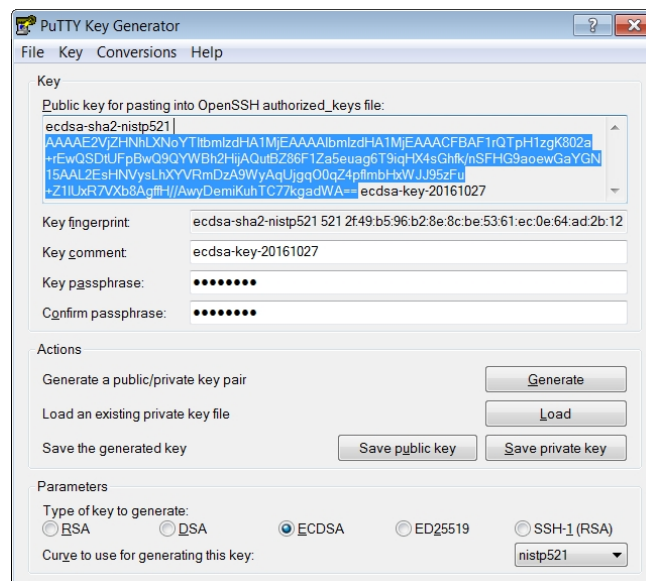 PuTTY Key Generator
File Key Conversions Help
Key
Public key for pasting into OpenSSH authorized_keys file:
ecdsa-sha2-nistp521
AAAAE2VjZHNhLXNoYTItbmlzdHA1MjEAAAAIbmlzdHA1MjEAAACFBAF1rQTpH1zgK802a
+rEwQSDtUFpBwQ9QYWBh2HijAQutBZ86F1Za5euag6T9iqHX4sGhfk/nSFHG9aoewGaYGN
15AAL2EsHNVysLhXYVRmDzA9WyAqUjgqO0qZ4pflmbHxWJJ95zFu
+Z1IUxR7VXb8AgffH//AwyDemiKuhTC77kgadWA== ecdsa-key-20161027
Key fingerprint: ecdsa-sha2-nistp521 521 2f:49:b5:96:b2:8e:8c:be:53:61:ec:0e:64:ad:2b:12
Key comment: ecdsa-key-20161027
Key passphrase: ●●●●●●●●
Confirm passphrase: ●●●●●●●●
Actions
Generate a public/private key pair Generate
Load an existing private key file Load
Save the generated key Save public key Save private key
Parameters
Type of key to generate:
RSA DSA ECDSA ED25519 SSH-1 (RSA)
Curve to use for generating this key: nistp521